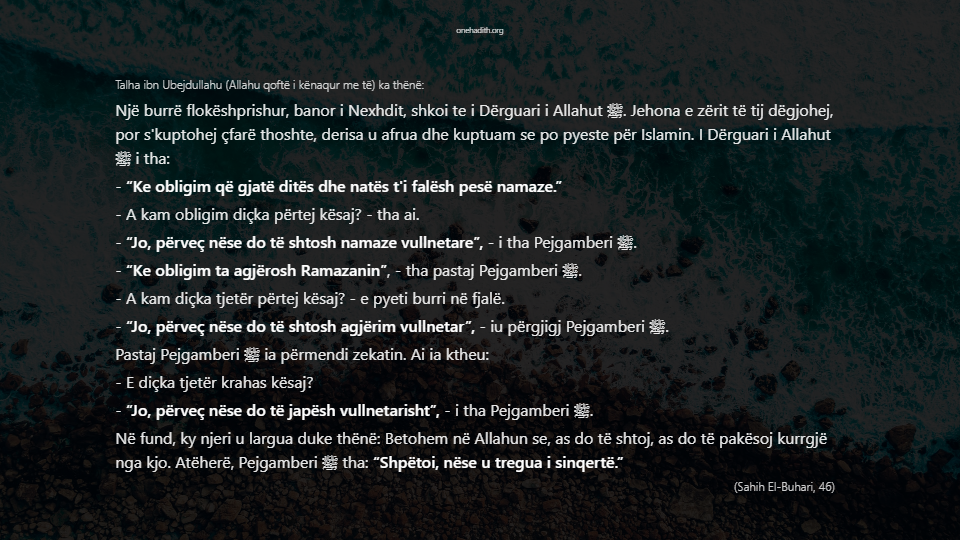 onehadith.org
Talha ibn Ubejdullahu (Allahu qoftë i kënaqur me të) ka thënë:
Një burrë flokëshprishur, banor i Nexhdit, shkoi te i Dërguari i Allahut ﷺ. Jehona e zërit të tij dëgjohej,
por s'kuptohej çfarë thoshte, derisa u afrua dhe kuptuam se po pyeste për Islamin. I Dërguari i Allahut
ﷺ i tha:
- “Ke obligim që gjatë ditës dhe natës t'i falësh pesë namaze.”
- A kam obligim diçka përtej kësaj? - tha ai.
- “Jo, përveç nëse do të shtosh namaze vullnetare”, - i tha Pejgamberi ﷺ.
- “Ke obligim ta agjërosh Ramazanin”, - tha pastaj Pejgamberi ﷺ.
- A kam diçka tjetër përtej kësaj? - e pyeti burri në fjalë.
- “Jo, përveç nëse do të shtosh agjërim vullnetar”, - iu përgjigj Pejgamberi ﷺ.
Pastaj Pejgamberi ﷺ ia përmendi zekatin. Ai ia ktheu:
- E diçka tjetër krahas kësaj?
- “Jo, përveç nëse do të japësh vullnetarisht”, - i tha Pejgamberi ﷺ.
Në fund, ky njeri u largua duke thënë: Betohem në Allahun se, as do të shtoj, as do të pakësoj kurrgjë
nga kjo. Atëherë, Pejgamberi ﷺ tha: “Shpëtoi, nëse u tregua i sinqertë.”
(Sahih El-Buhari, 46)